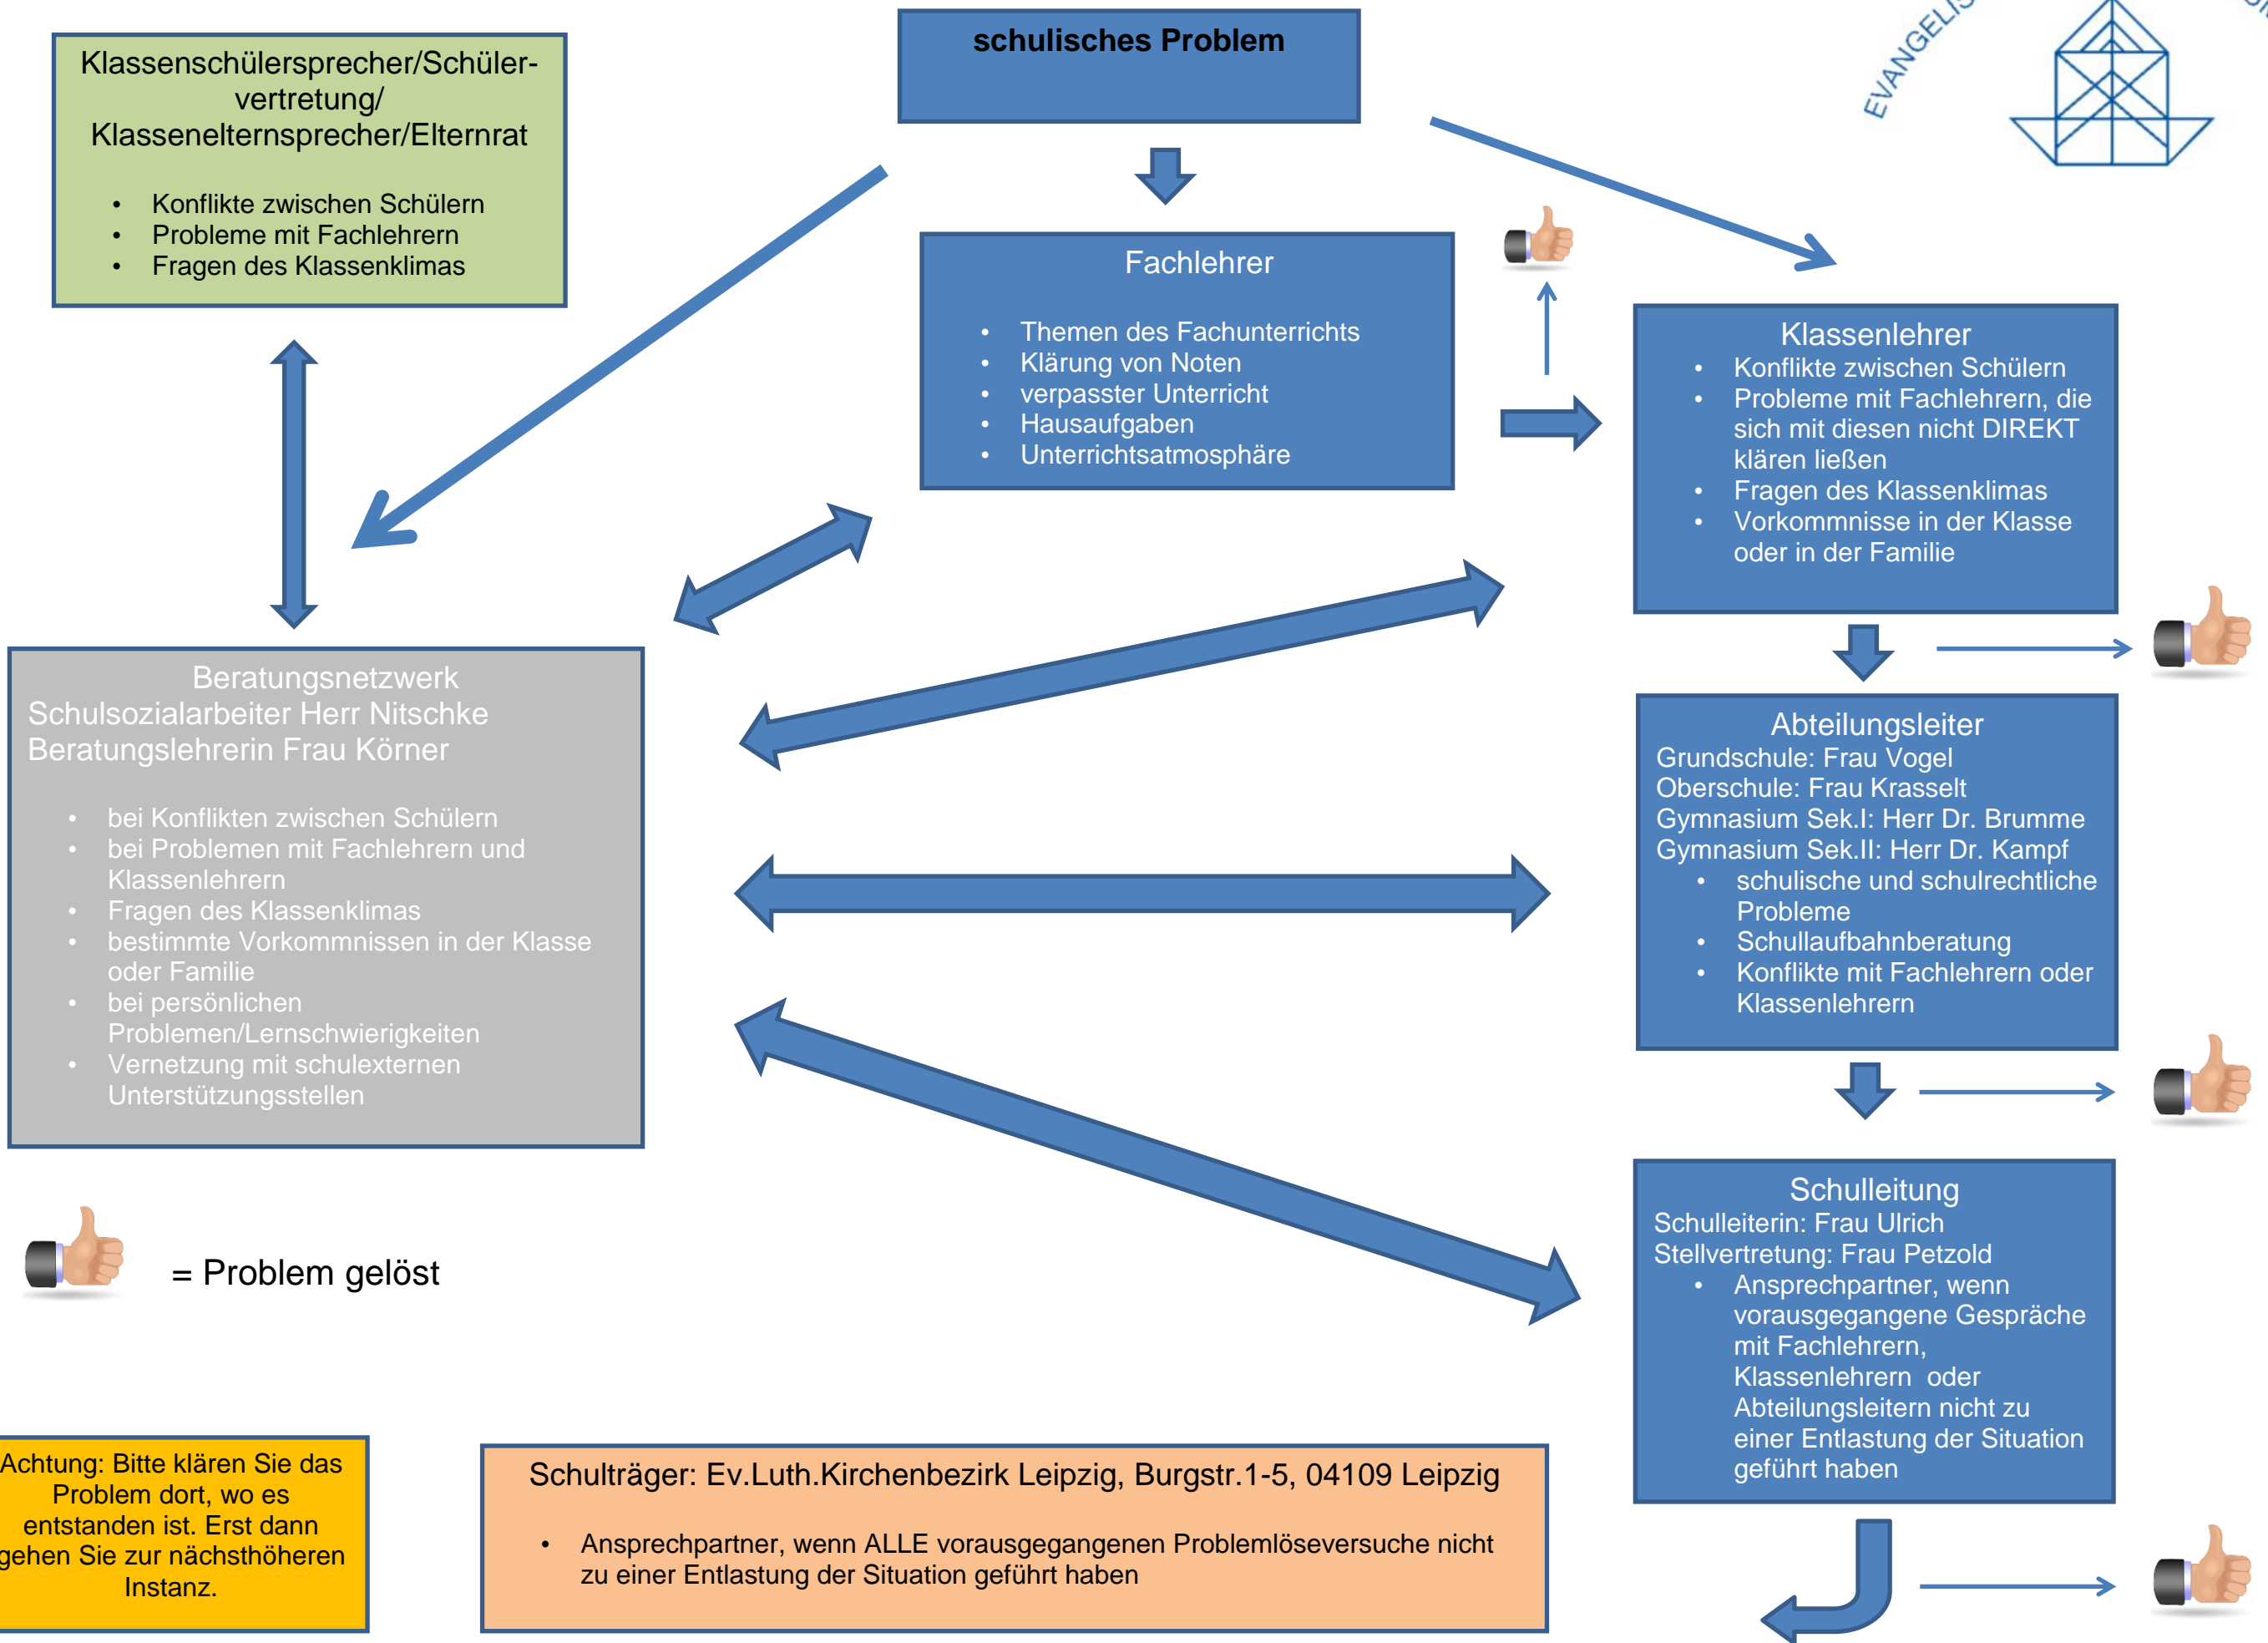 schulisches Problem
EVANGELIS
Klassenschülersprecher/Schüler-
vertretung/
Klassenelternsprecher/Elternrat
• Konflikte zwischen Schülern
• Probleme mit Fachlehrern
• Fragen des Klassenklimas
Fachlehrer
• Themen des Fachunterrichts
• Klärung von Noten
• verpasster Unterricht
• Hausaufgaben
• Unterrichtsatmosphäre
Klassenlehrer
• Konflikte zwischen Schülern
• Probleme mit Fachlehrern, die
sich mit diesen nicht DIREKT
klären ließen
• Fragen des Klassenklimas
• Vorkommnisse in der Klasse
oder in der Familie
Beratungsnetzwerk
Schulsozialarbeiter Herr Nitschke
Beratungslehrerin Frau Körner
• bei Konflikten zwischen Schülern
• bei Problemen mit Fachlehrern und
Klassenlehrern
• Fragen des Klassenklimas
• bestimmte Vorkommnissen in der Klasse
oder Familie
• bei persönlichen
Problemen/Lernschwierigkeiten
• Vernetzung mit schulexternen
Unterstützungsstellen
Abteilungsleiter
Grundschule: Frau Vogel
Oberschule: Frau Krasselt
Gymnasium Sek.I: Herr Dr. Brumme
Gymnasium Sek.II: Herr Dr. Kampf
• schulische und schulrechtliche
Probleme
• Schullaufbahnberatung
• Konflikte mit Fachlehrern oder
Klassenlehrern
Schulleitung
Schulleiterin: Frau Ulrich
Stellvertretung: Frau Petzold
• Ansprechpartner, wenn
vorausgegangene Gespräche
mit Fachlehrern,
Klassenlehrern oder
Abteilungsleitern nicht zu
einer Entlastung der Situation
geführt haben
= Problem gelöst
Achtung: Bitte klären Sie das
Problem dort, wo es
entstanden ist. Erst dann
gehen Sie zur nächsthöheren
Instanz.
Schulträger: Ev.Luth.Kirchenbezirk Leipzig, Burgstr.1-5, 04109 Leipzig
• Ansprechpartner, wenn ALLE vorausgegangenen Problemlöseversuche nicht
zu einer Entlastung der Situation geführt haben